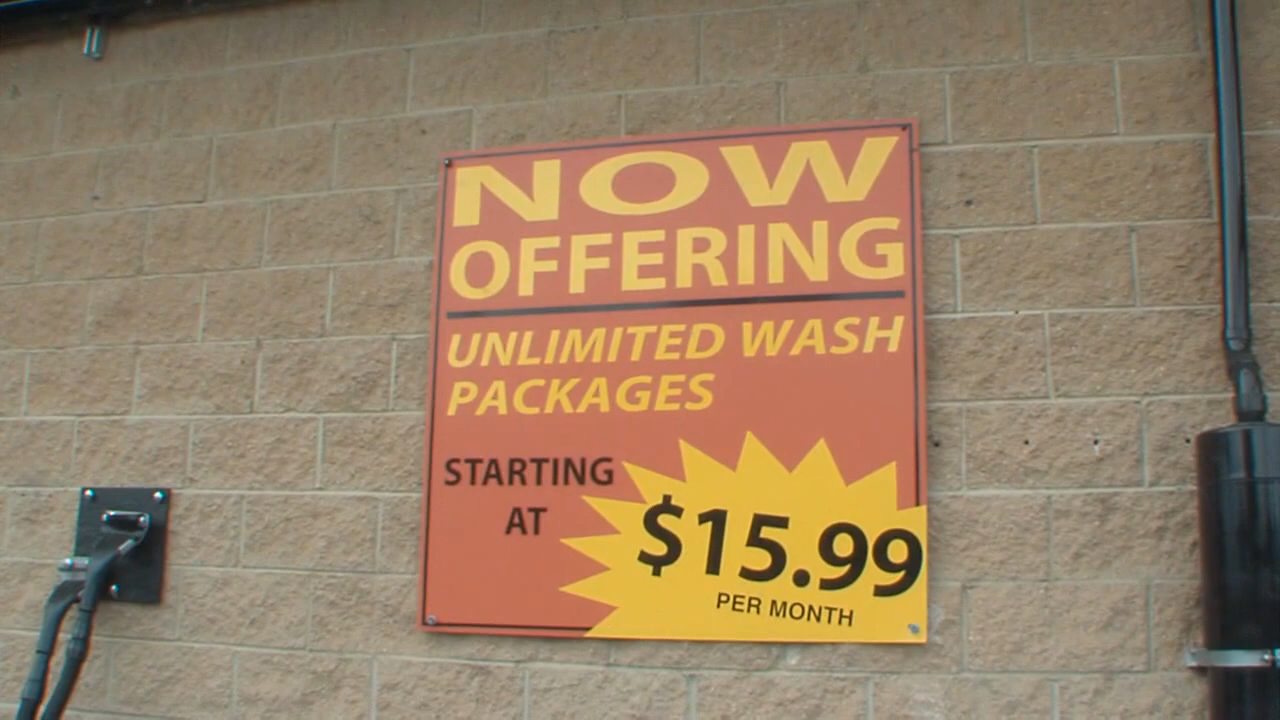 NOW
OFFERING
UNLIMITED WASH
PACKAGES
STARTING
AT
$15.99
PER MONTH